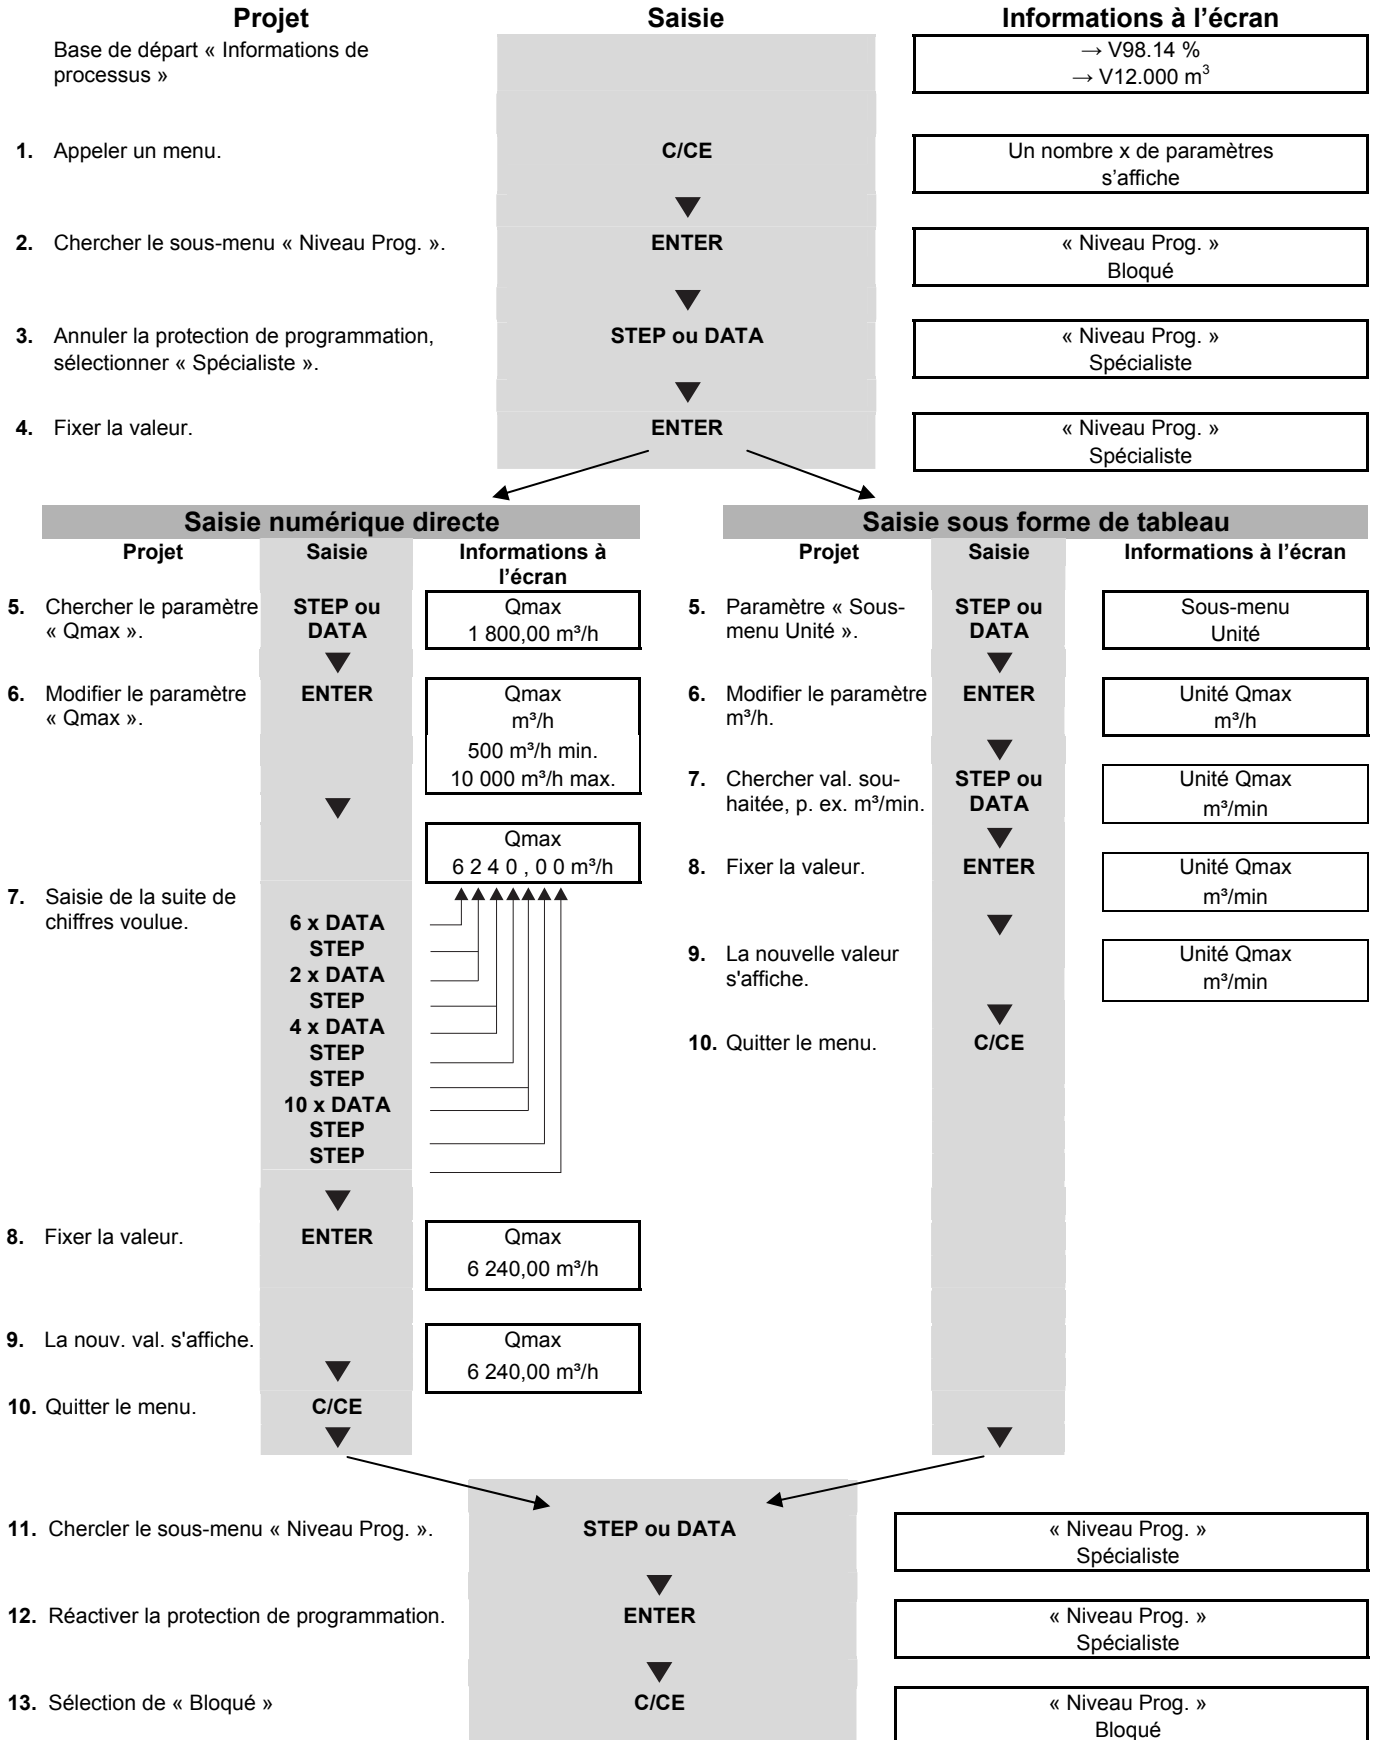 Projet Saisie Informations à l'écran
Base de départ « Informations de
processus »
→ V98.14 %
→ V12.000 m³
1. Appeler un menu. C/CE
Un nombre x de paramètres
s'affiche
2. Chercher le sous-menu « Niveau Prog. ». ENTER
« Niveau Prog. »
Bloqué
3. Annuler la protection de programmation,
sélectionner « Spécialiste ».
STEP ou DATA
« Niveau Prog. »
Spécialiste
4. Fixer la valeur. ENTER
« Niveau Prog. »
Spécialiste
Saisie numérique directe
Projet Saisie Informations à
l'écran
5. Chercher le paramètre
« Qmax ».
STEP ou
DATA
Qmax
1 800,00 m³/h
6. Modifier le paramètre
« Qmax ».
ENTER
Qmax
m³/h
500 m³/h min.
10 000 m³/h max.
Qmax
6 2 4 0 , 0 0 m³/h
7. Saisie de la suite de
chiffres voulue.
6 x DATA
STEP
2 x DATA
STEP
4 x DATA
STEP
STEP
10 x DATA
STEP
STEP
8. Fixer la valeur. ENTER
Qmax
6 240,00 m³/h
9. La nouv. val. s'affiche.
Qmax
6 240,00 m³/h
10. Quitter le menu. C/CE
Saisie sous forme de tableau
Projet Saisie Informations à l'écran
5. Paramètre « Sous-
menu Unité ».
STEP ou
DATA
Sous-menu
Unité
6. Modifier le paramètre
m³/h.
ENTER
Unité Qmax
m³/h
7. Chercher val. sou-
haitée, p. ex. m³/min.
STEP ou
DATA
Unité Qmax
m³/min
8. Fixer la valeur. ENTER
Unité Qmax
m³/min
9. La nouvelle valeur
s'affiche.
Unité Qmax
m³/min
10. Quitter le menu. C/CE
11. Chercler le sous-menu « Niveau Prog. ». STEP ou DATA
« Niveau Prog. »
Spécialiste
12. Réactiver la protection de programmation. ENTER
« Niveau Prog. »
Spécialiste
13. Sélection de « Bloqué » C/CE
« Niveau Prog. »
Bloqué